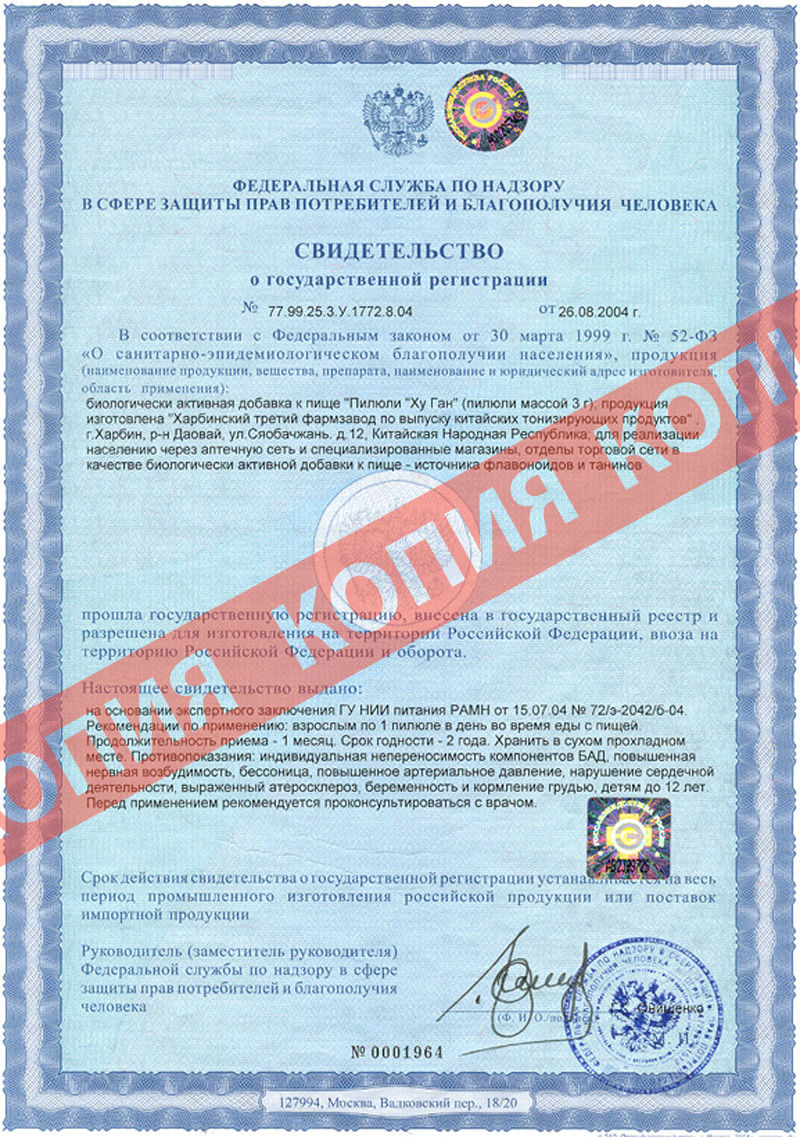 ФЕДЕРАЛЬНАЯ СЛУЖБА ПО НАДЗОРУ
В СФЕРЕ ЗАЩИТЫ ПРАВ ПОТРЕБИТЕЛЕЙ И БЛАГОПОЛУЧИЯ ЧЕЛОВЕКА
СВИДЕТЕЛЬСТВО
о государственной регистрации
№ 77.99.25.3.У.1772.8.04 от 26.08.2004 г.
В соответствии с Федеральным законом от 30 марта 1999 г. № 52-ФЗ
«О санитарно-эпидемиологическом благополучии населения», продукция
(наименование продукции, вещества, препарата, наименование и юридический адрес изготовителя,
область применения):
биологически активная добавка к пище "Пилюли "Ху Ган" (пилюли массой 3 г); продукция
изготовлена "Харбинский третий фармзавод по выпуску китайских тонизирующих продуктов" ,
г.Харбин, р-н Даовай, ул.Сяобачжань. д.12, Китайская Народная Республика; для реализации
населению через аптечную сеть и специализированные магазины, отделы торговой сети в
качестве биологически активной добавки к пище - источника флавоноидов и танинов
КОПИЯ КОПИЯ КОПИЯ
прошла государственную регистрацию, внесена в государственный реестр и
разрешена для изготовления на территории Российской Федерации, ввоза на
территорию Российской Федерации и оборота.
Настоящее свидетельство выдано:
на основании экспертного заключения ГУ НИИ питания РАМН от 15.07.04 № 72/э-2042/б-04.
Рекомендации по применению: взрослым по 1 пилюле в день во время еды с пищей.
Продолжительность приема - 1 месяц. Срок годности - 2 года. Хранить в сухом прохладном
месте. Противопоказания: индивидуальная непереносимость компонентов БАД, повышенная
нервная возбудимость, бессоница, повышенное артериальное давление, нарушение сердечной
деятельности, выраженный атеросклероз, беременность и кормление грудью, детям до 12 лет.
Перед применением рекомендуется проконсультироваться с врачом.
Срок действия свидетельства о государственной регистрации устанавливается на весь
период промышленного изготовления российской продукции или поставок
импортной продукции
Руководитель (заместитель руководителя)
Федеральной службы по надзору в сфере
защиты прав потребителей и благополучия
человека
(Ф. И. О./
Онищенко
№ 0001964
127994, Москва, Вадковский пер., 18/20